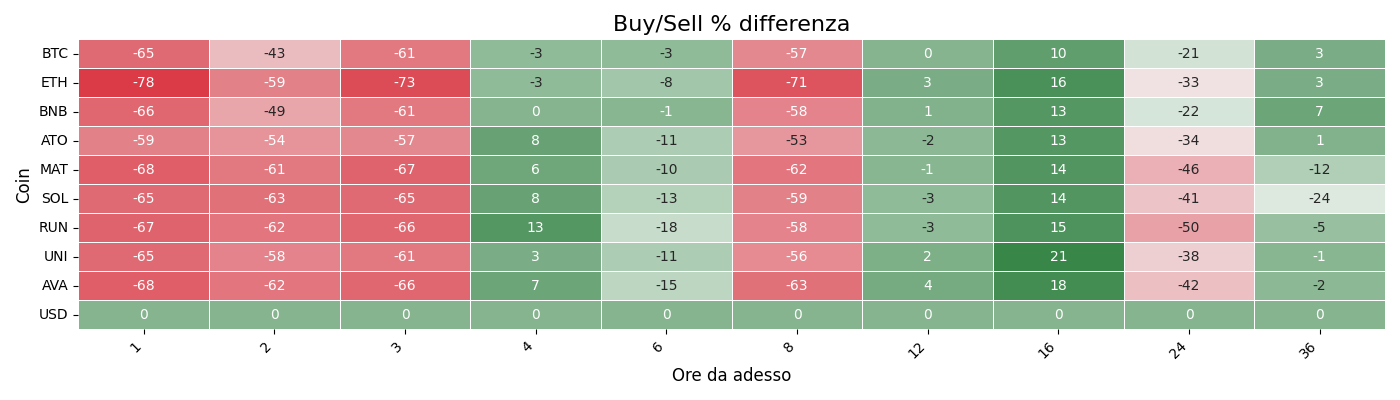 Buy/Sell % differenza
Coin
BTC -65 -43 -61 -3 -3 -57 0 10 -21 3
ETH -78 -59 -73 -3 -8 -71 3 16 -33 3
BNB -66 -49 -61 0 -1 -58 1 13 -22 7
ATO -59 -54 -57 8 -11 -53 -2 13 -34 1
MAT -68 -61 -67 6 -10 -62 -1 14 -46 -12
SOL -65 -63 -65 8 -13 -59 -3 14 -41 -24
RUN -67 -62 -66 13 -18 -58 -3 15 -50 -5
UNI -65 -58 -61 3 -11 -56 2 21 -38 -1
AVA -68 -62 -66 7 -15 -63 4 18 -42 -2
USD 0 0 0 0 0 0 0 0 0 0
1 2 3 4 6 8 12 16 24 36
Ore da adesso